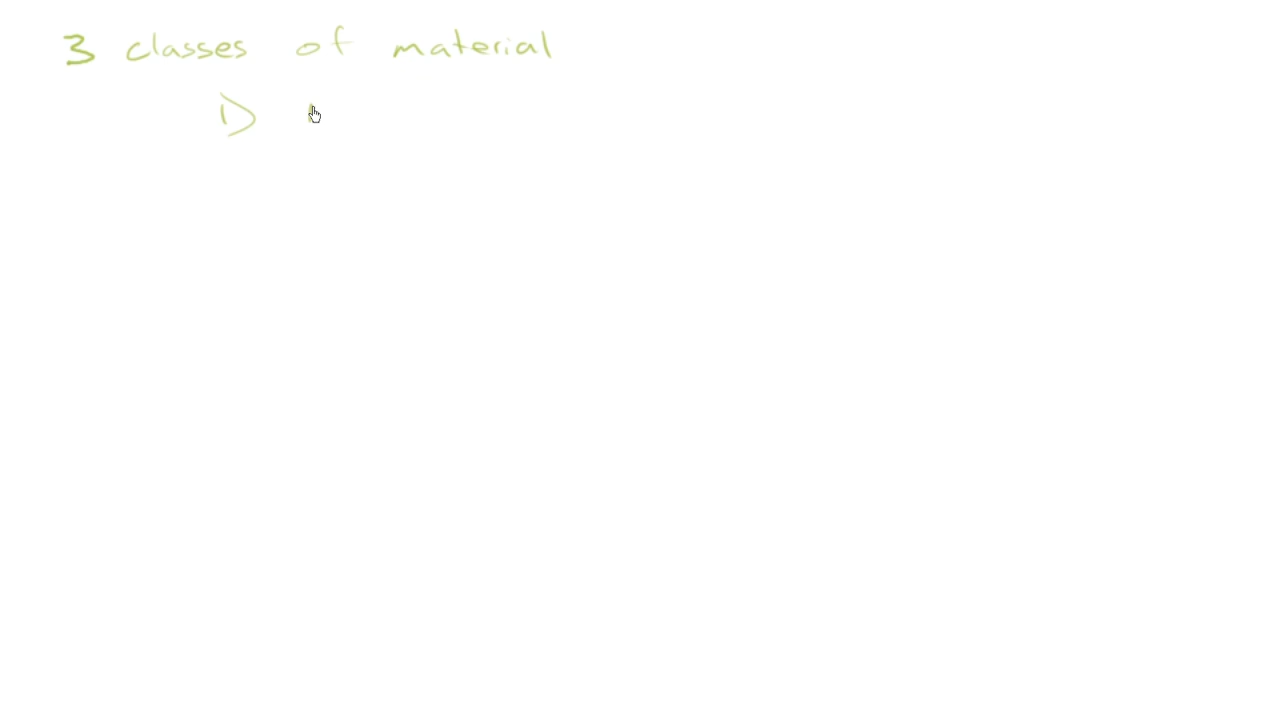 3 classes of material
1)